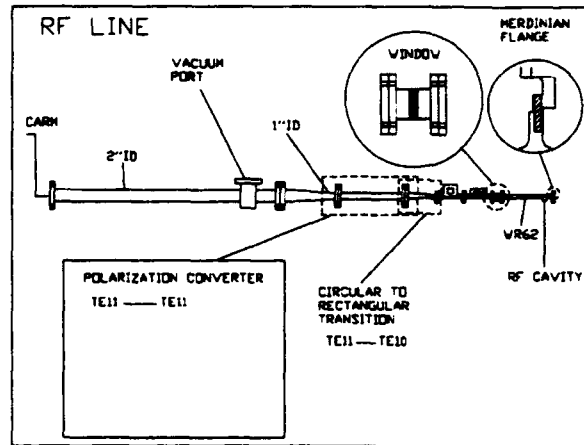 RF LINE
MERDINIAN
FLANGE
WINDOW
VACUUM
PORT
CARM
2"ID
1"ID
WR62
RF CAVITY
POLARIZATION CONVERTER
TE11 —— TE11
CIRCULAR TO
RECTANGULAR
TRANSITION
TE11 — TE10